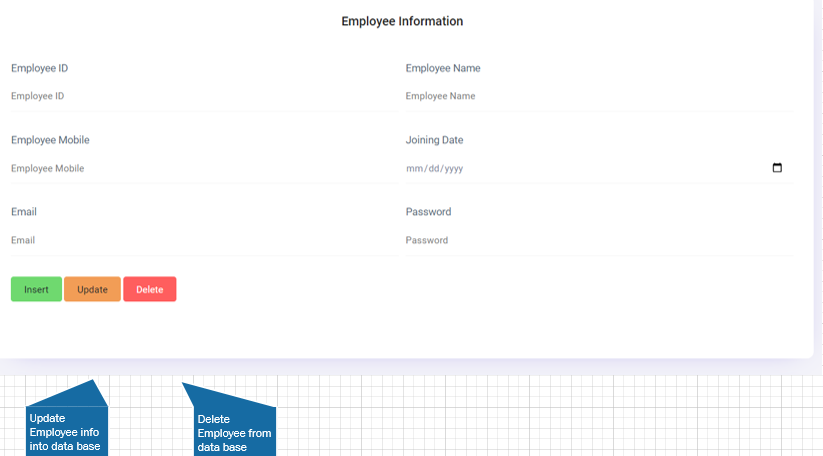 Employee Information
Employee ID
Employee Name
Employee ID
Employee Name
Employee Mobile
Joining Date
Employee Mobile
mm/dd/yyyy
Email
Password
Email
Password
Insert
Update
Delete
Update
Employee info
into data base
Delete
Employee from
data base